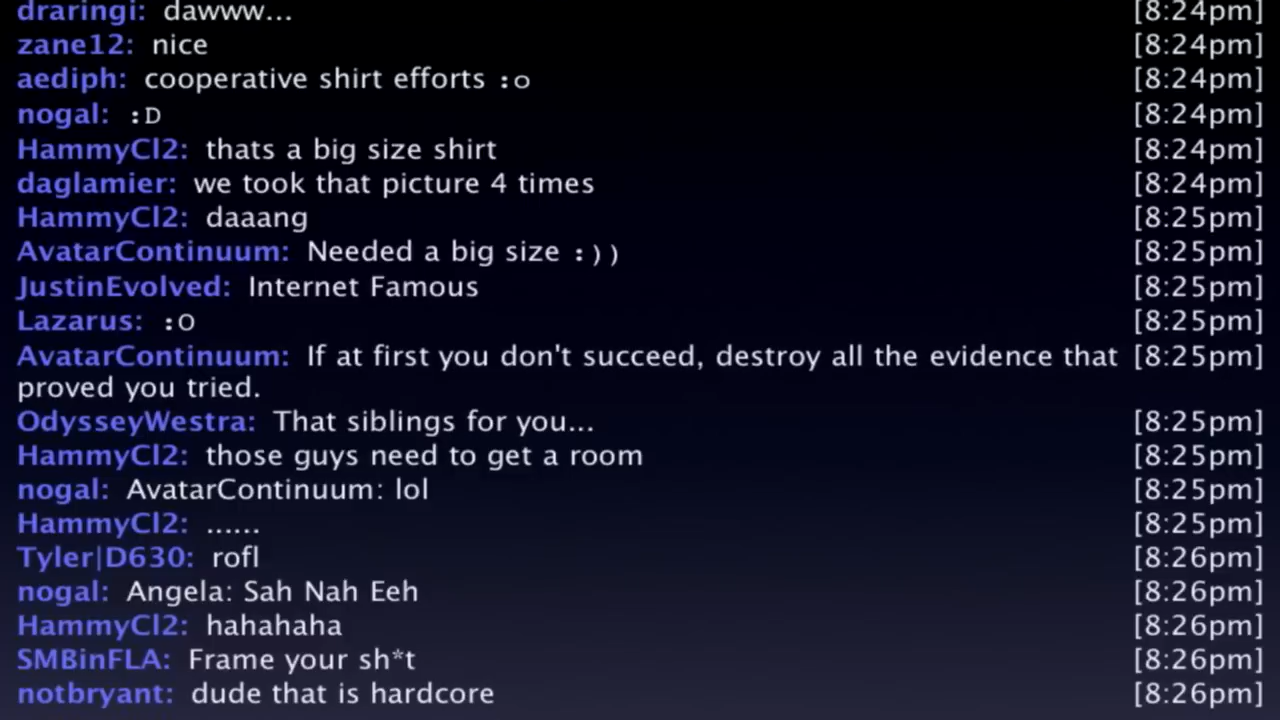 draringi: dawww... [8:24pm]
zane12: nice [8:24pm]
aediph: cooperative shirt efforts :o [8:24pm]
nogal: :D [8:24pm]
HammyCl2: thats a big size shirt [8:24pm]
daglamier: we took that picture 4 times [8:24pm]
HammyCl2: daaang [8:25pm]
AvatarContinuum: Needed a big size :)) [8:25pm]
JustinEvolved: Internet Famous [8:25pm]
Lazarus: :O [8:25pm]
AvatarContinuum: If at first you don't succeed, destroy all the evidence that [8:25pm]
proved you tried.
OdysseyWestra: That siblings for you... [8:25pm]
HammyCl2: those guys need to get a room [8:25pm]
nogal: AvatarContinuum: lol [8:25pm]
HammyCl2: ...... [8:25pm]
Tyler|D630: rofl [8:26pm]
nogal: Angela: Sah Nah Eeh [8:26pm]
HammyCl2: hahahaha [8:26pm]
SMBinFLA: Frame your sh*t [8:26pm]
notbryant: dude that is hardcore [8:26pm]